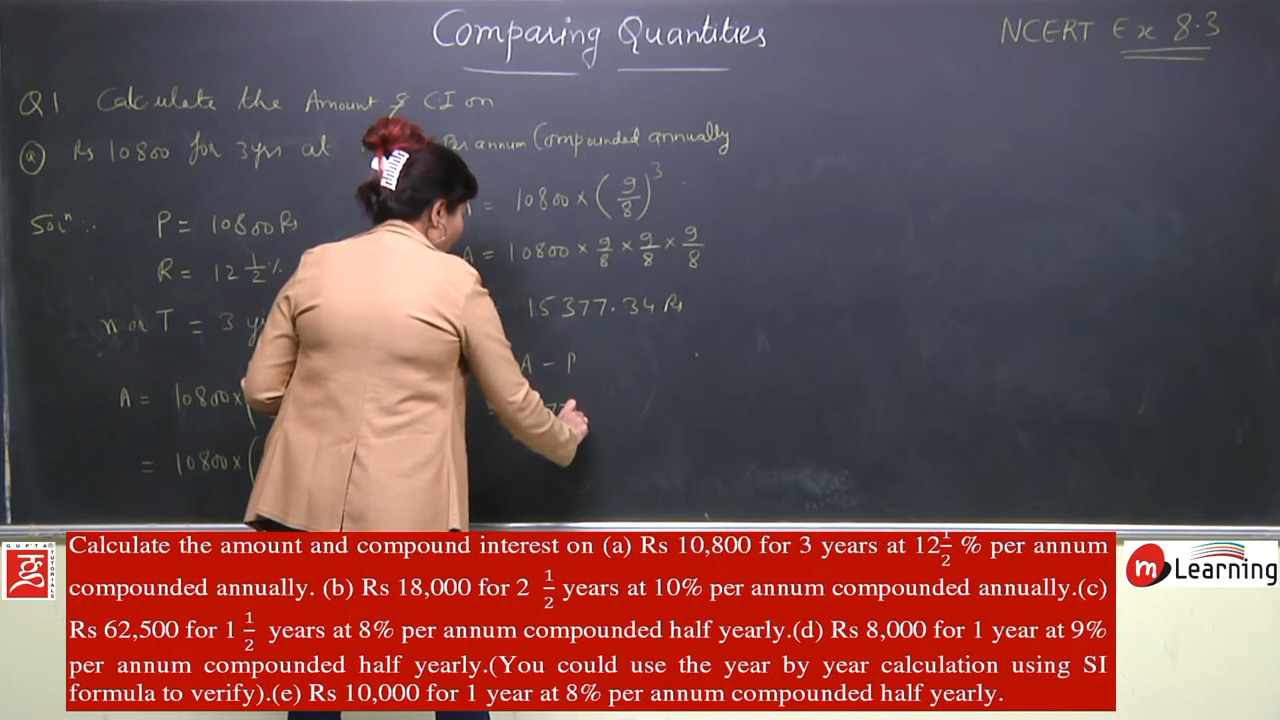 Comparing Quantities
NCERT Ex 8.3
Q1 Calculate the Amount & CI on
(a) Rs 10800 for 3yrs at Per annum Compounded annually
Soln:. P = 10800 Rs
R = 12 1/2 %
n or T = 3
A = 10800 × (
= 10800 × (
= 10800 × (9/8)^3
A = 10800 × 9/8 × 9/8 × 9/8
15377.34 Rs
A - P
=
GUPTA TUTORIALS
Calculate the amount and compound interest on (a) Rs 10,800 for 3 years at 12 1/2 % per annum
compounded annually. (b) Rs 18,000 for 2 1/2 years at 10% per annum compounded annually.(c)
Rs 62,500 for 1 1/2 years at 8% per annum compounded half yearly.(d) Rs 8,000 for 1 year at 9%
per annum compounded half yearly.(You could use the year by year calculation using SI
formula to verify).(e) Rs 10,000 for 1 year at 8% per annum compounded half yearly.
m Learning